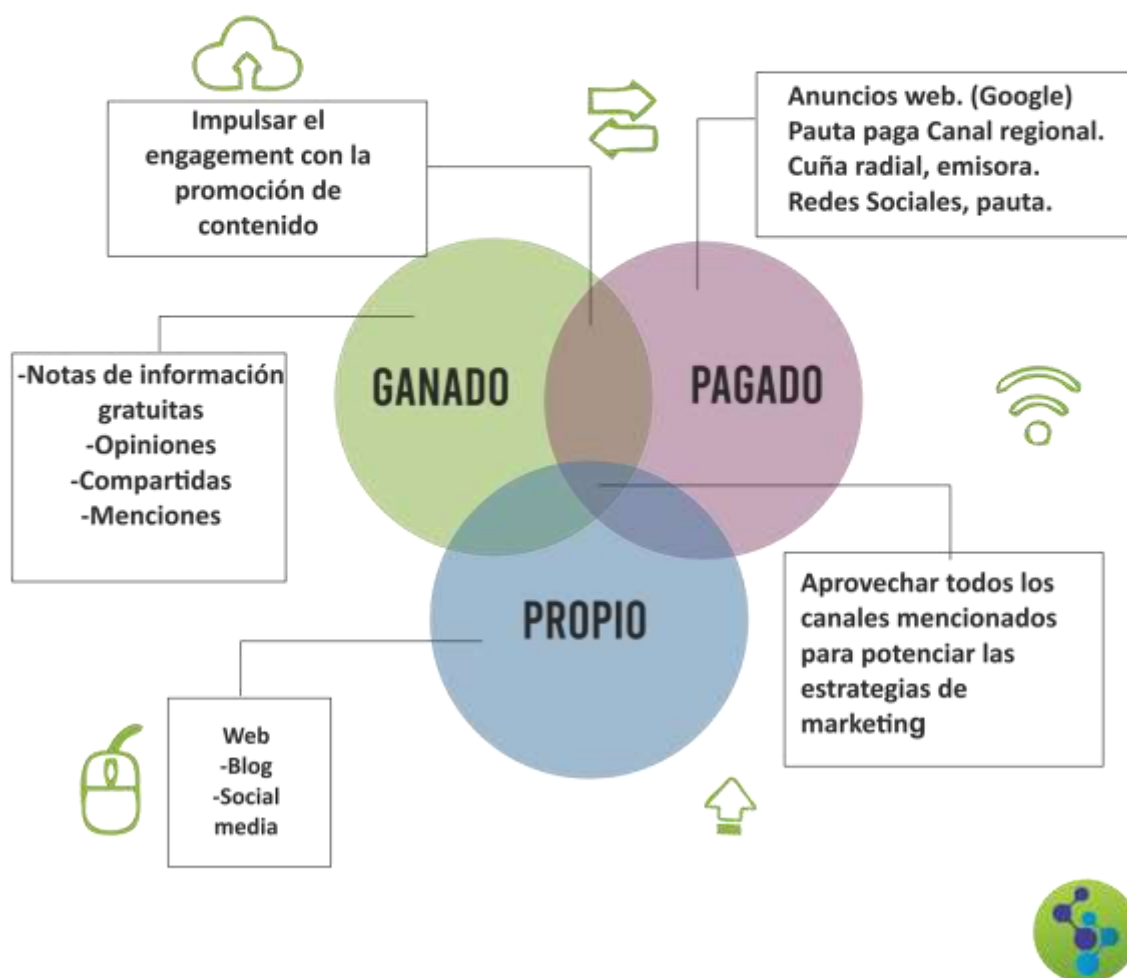 Impulsar el
engagement con la
promoción de
contenido
Anuncios web. (Google)
Pauta paga Canal regional.
Cuña radial, emisora.
Redes Sociales, pauta.
-Notas de información
gratuitas
-Opiniones
-Compartidas
-Menciones
GANADO
PAGADO
PROPIO
Aprovechar todos los
canales mencionados
para potenciar las
estrategias de
marketing
Web
-Blog
-Social
media